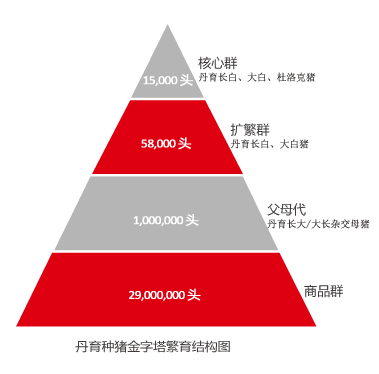 核心群
丹育长白、大白、杜洛克猪
15,000 头
扩繁群
58,000 头
丹育长白、大白猪
父母代
1,000,000 头
丹育长大/大长杂交母猪
商品群
29,000,000 头
丹育种猪金字塔繁育结构图